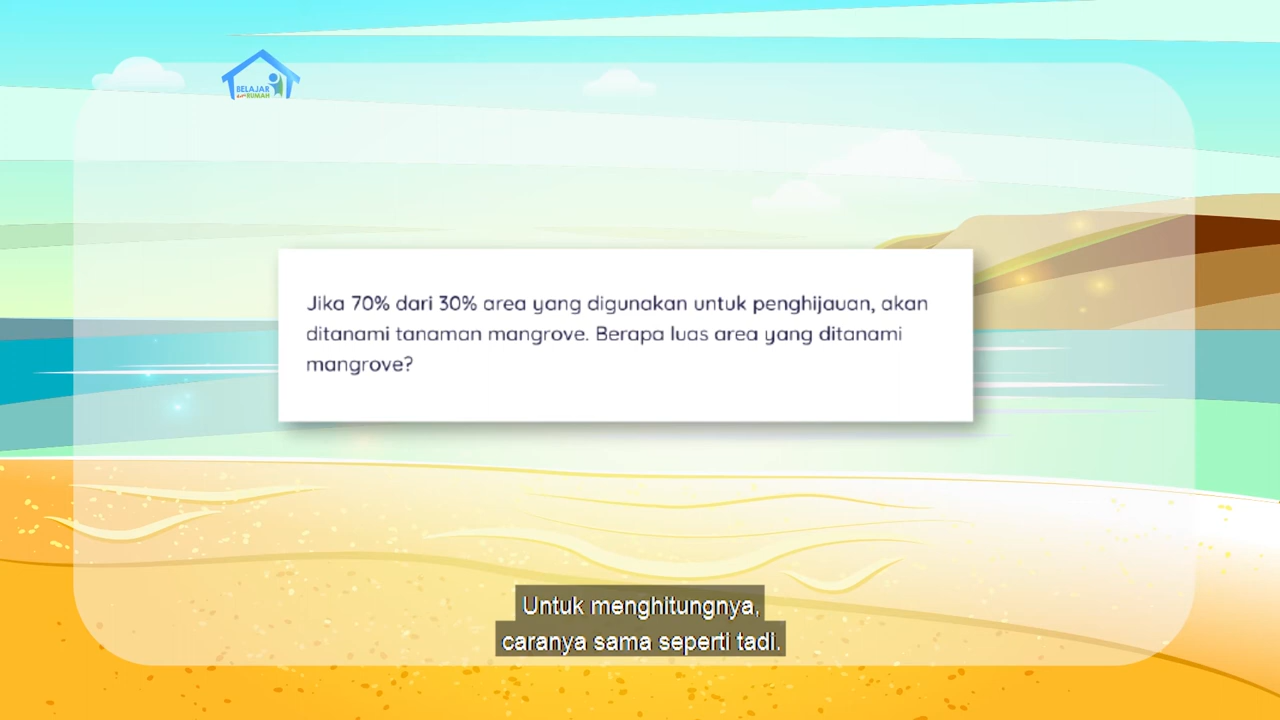 BELAJAR
dari RUMAH
Jika 70% dari 30% area yang digunakan untuk penghijauan, akan
ditanami tanaman mangrove. Berapa luas area yang ditanami
mangrove?
Untuk menghitungnya,
caranya sama seperti tadi.